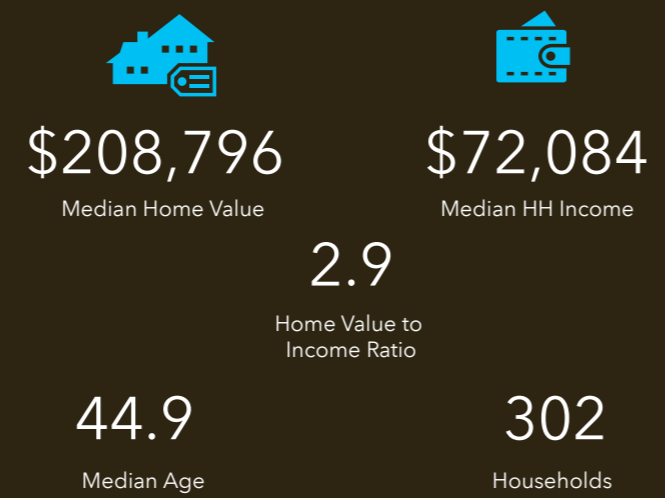 $208,796
Median Home Value
$72,084
Median HH Income
2.9
Home Value to
Income Ratio
44.9
Median Age
302
Households